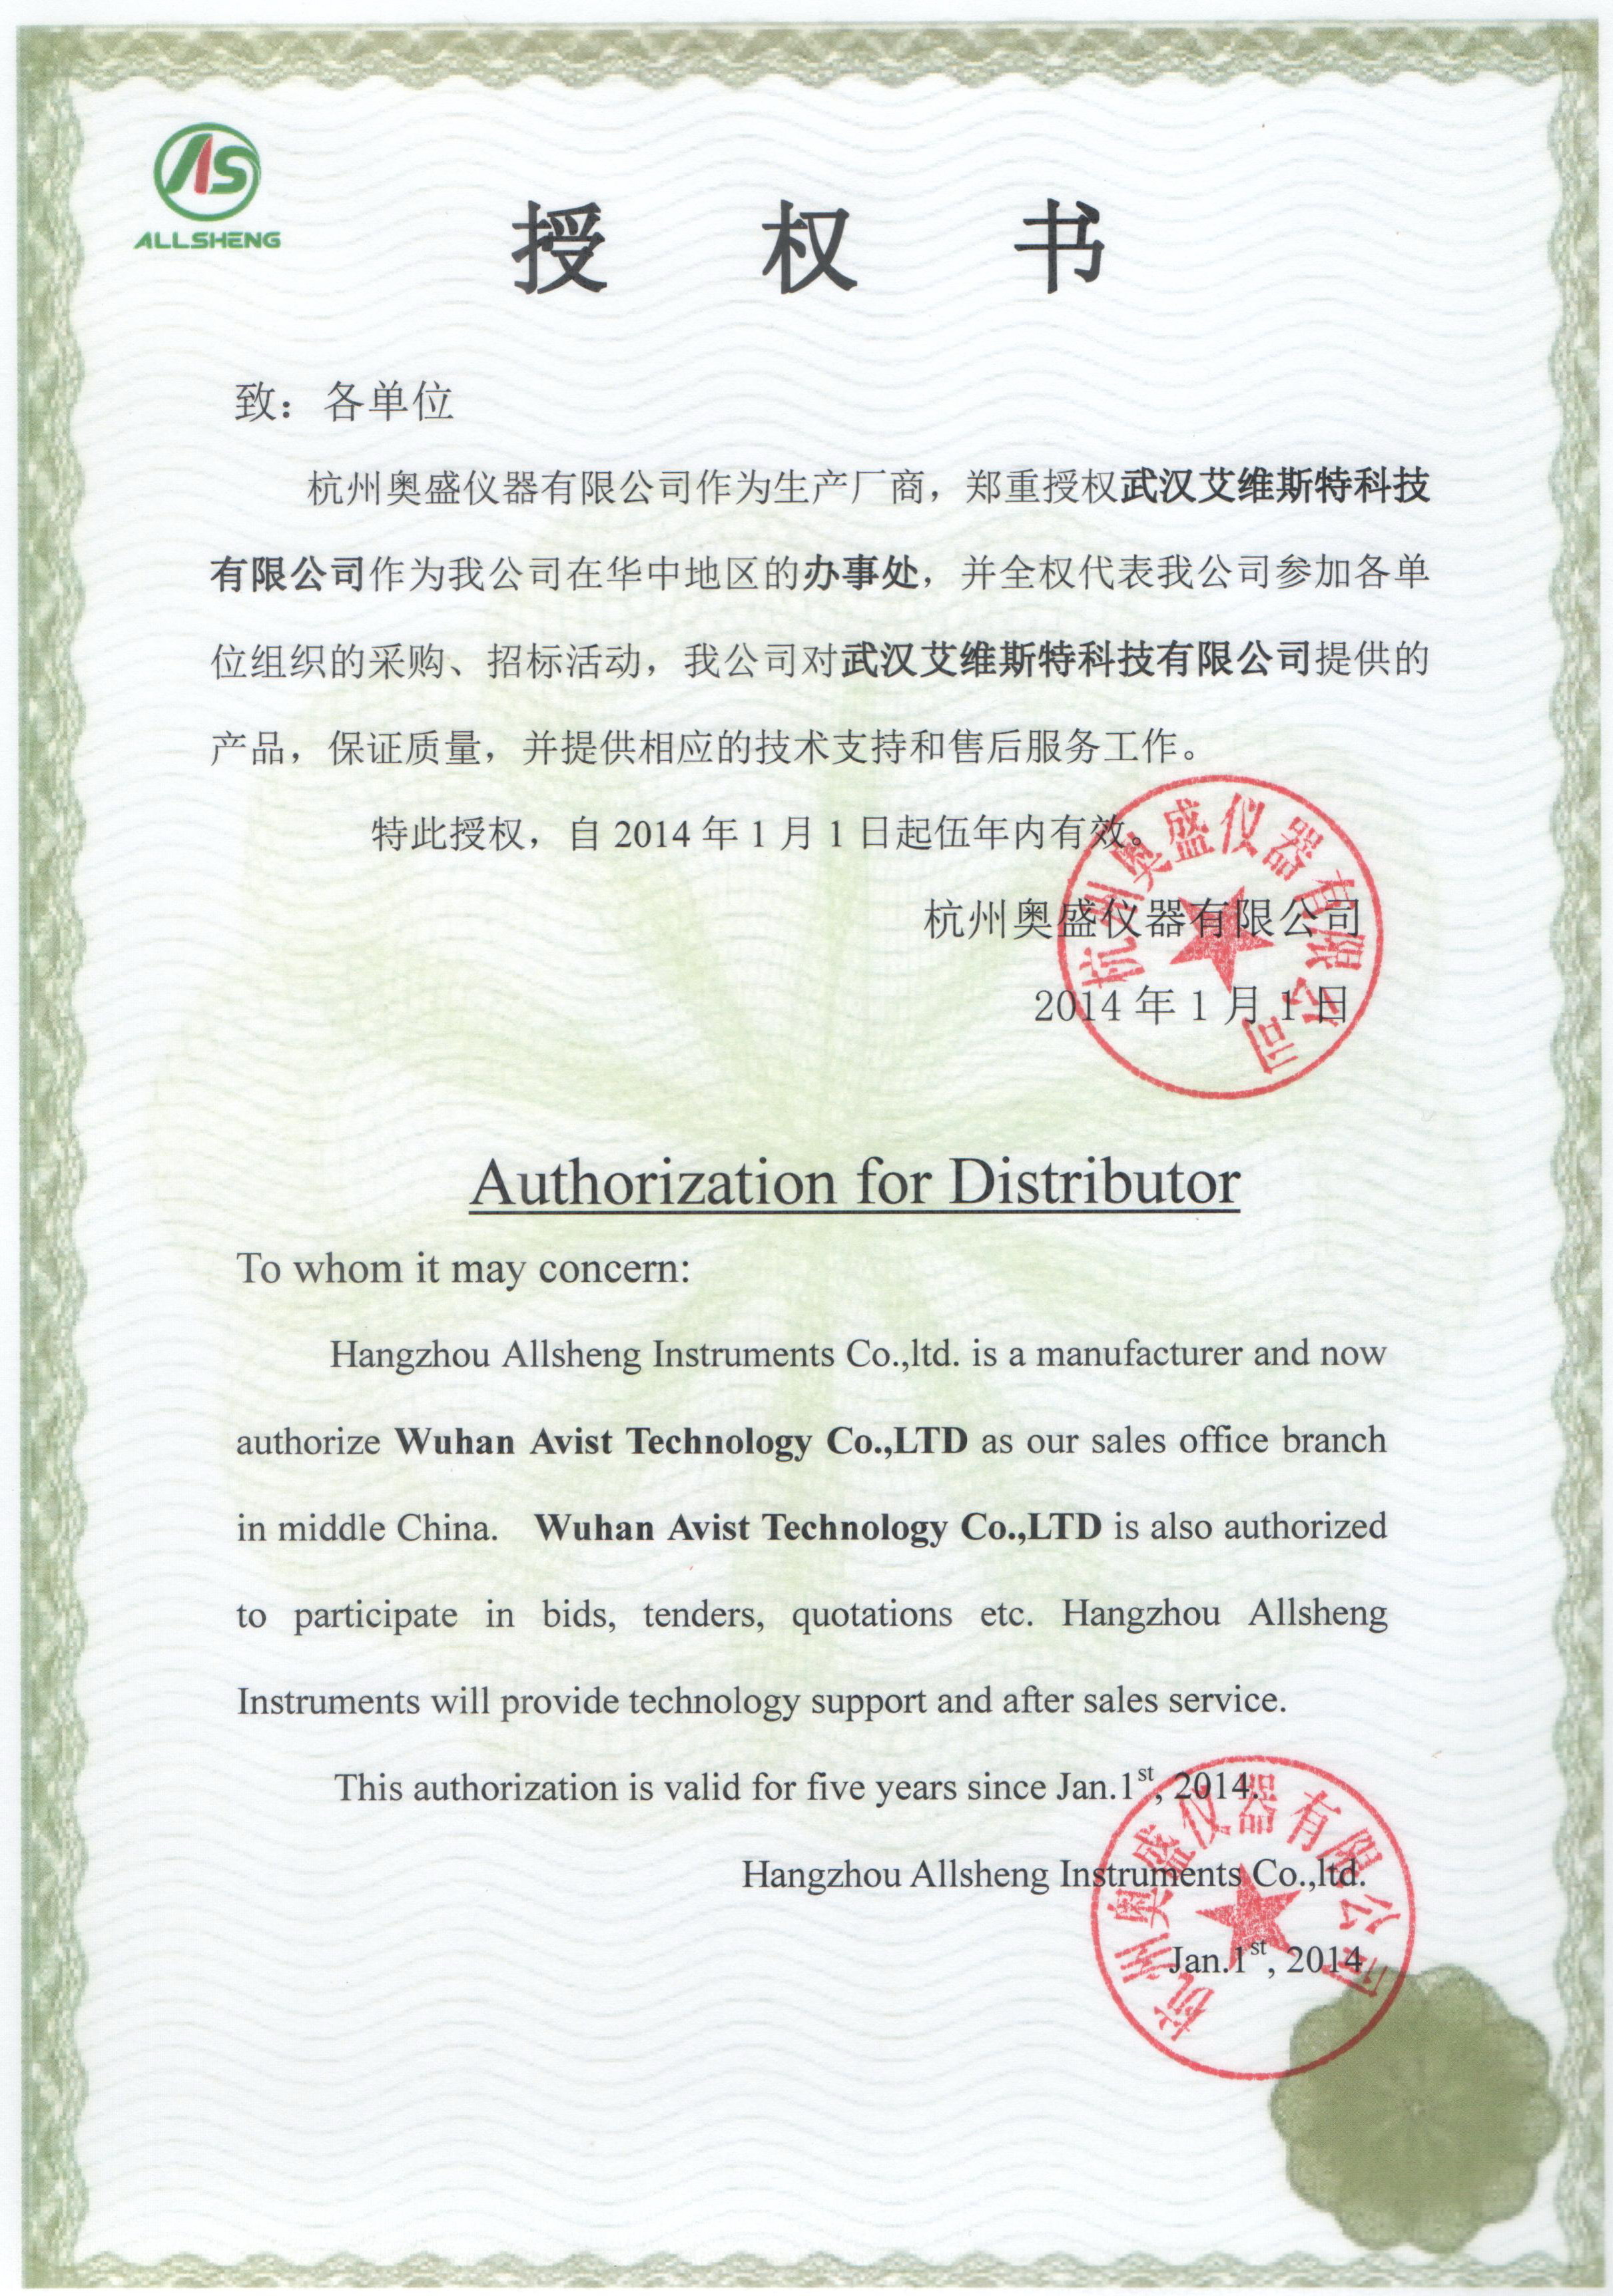 ALLSHENG
授 权 书
致：各单位
杭州奥盛仪器有限公司作为生产厂商，郑重授权武汉艾维斯特科技
有限公司作为我公司在华中地区的办事处，并全权代表我公司参加各单
位组织的采购、招标活动，我公司对武汉艾维斯特科技有限公司提供的
产品，保证质量，并提供相应的技术支持和售后服务工作。
特此授权，自 2014 年 1 月 1 日起伍年内有效。
杭州奥盛仪器有限公司
2014 年 1 月 1 日
杭州奥盛仪器有限公司
Authorization for Distributor
To whom it may concern:
Hangzhou Allsheng Instruments Co.,ltd. is a manufacturer and now
authorize Wuhan Avist Technology Co.,LTD as our sales office branch
in middle China. Wuhan Avist Technology Co.,LTD is also authorized
to participate in bids, tenders, quotations etc. Hangzhou Allsheng
Instruments will provide technology support and after sales service.
This authorization is valid for five years since Jan.1st, 2014.
Hangzhou Allsheng Instruments Co.,ltd.
Jan.1st, 2014
杭州奥盛仪器有限公司